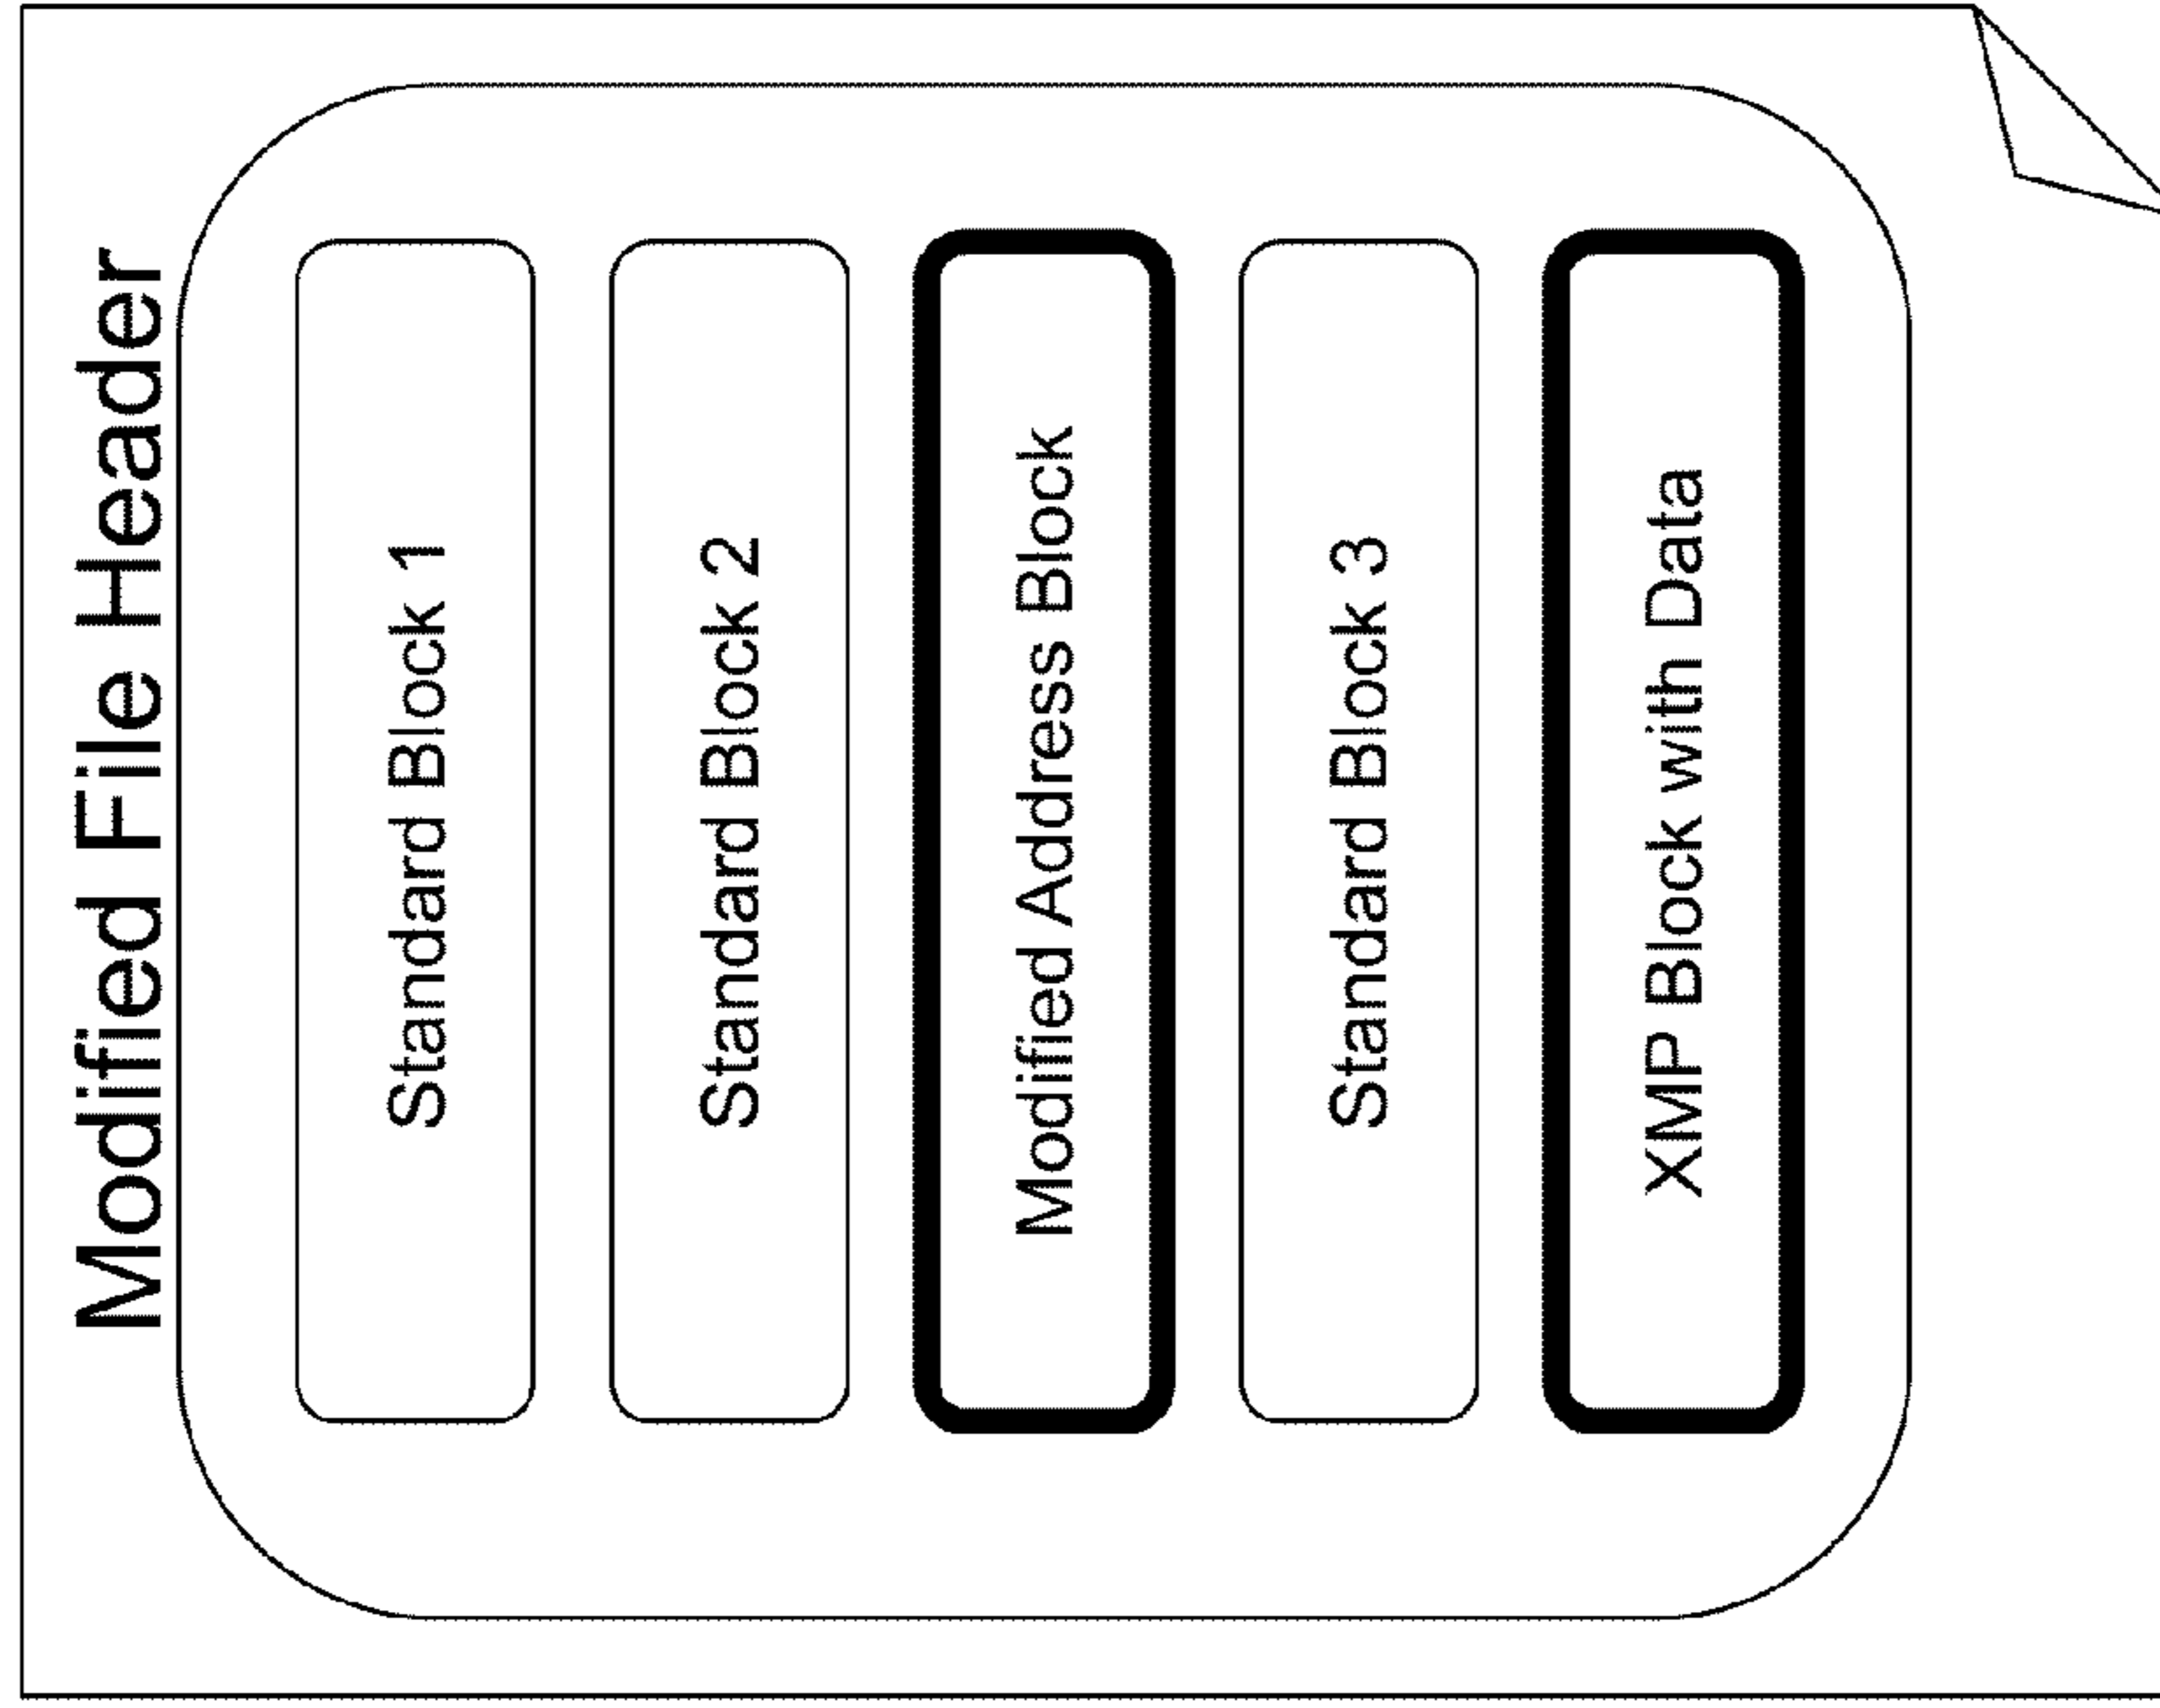 Modified File Header
Standard Block 1
Standard Block 2
Modified Address Block
Standard Block 3
XMP Block with Data